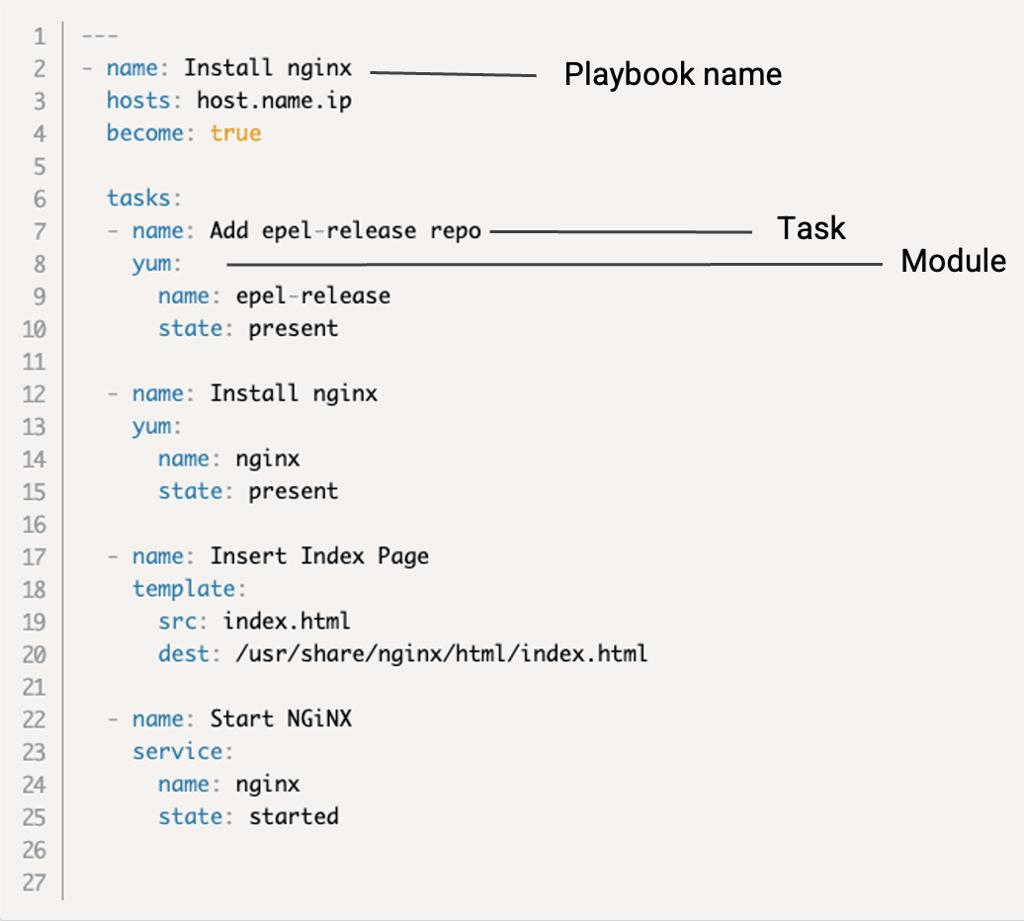 1 ---
2 - name: Install nginx Playbook name
3 hosts: host.name.ip
4 become: true
5
6 tasks:
7 - name: Add epel-release repo Task
8 yum: Module
9 name: epel-release
10 state: present
11
12 - name: Install nginx
13 yum:
14 name: nginx
15 state: present
16
17 - name: Insert Index Page
18 template:
19 src: index.html
20 dest: /usr/share/nginx/html/index.html
21
22 - name: Start NGiNX
23 service:
24 name: nginx
25 state: started
26
27